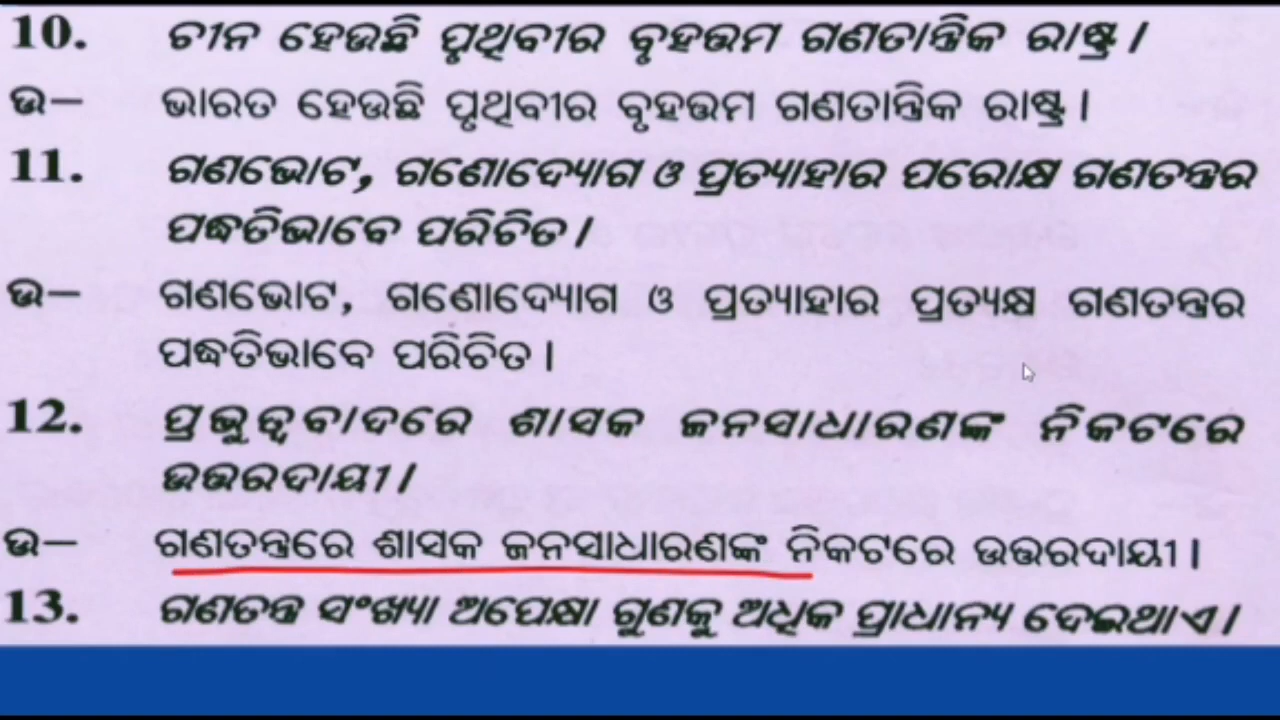 10. ଚୀନ ହେଉଛି ପୃଥିବୀର ବୃହତ୍ତମ ଗଣତାନ୍ତ୍ରିକ ରାଷ୍ଟ୍ର।
ଉ— ଭାରତ ହେଉଛି ପୃଥିବୀର ବୃହତ୍ତମ ଗଣତାନ୍ତ୍ରିକ ରାଷ୍ଟ୍ର।
11. ଗଣଭୋଟ, ଗଣୋଦ୍ୟୋଗ ଓ ପ୍ରତ୍ୟାହାର ପରୋକ୍ଷ ଗଣତନ୍ତ୍ରର
ପଦ୍ଧତିଭାବେ ପରିଚିତ।
ଉ— ଗଣଭୋଟ, ଗଣୋଦ୍ୟୋଗ ଓ ପ୍ରତ୍ୟାହାର ପ୍ରତ୍ୟକ୍ଷ ଗଣତନ୍ତ୍ରର
ପଦ୍ଧତିଭାବେ ପରିଚିତ।
12. ପ୍ରଭୁତ୍ୱବାଦରେ ଶାସକ ଜନସାଧାରଣଙ୍କ ନିକଟରେ
ଉତ୍ତରଦାୟୀ।
ଉ— ଗଣତନ୍ତ୍ରରେ ଶାସକ ଜନସାଧାରଣଙ୍କ ନିକଟରେ ଉତ୍ତରଦାୟୀ।
13. ଗଣତନ୍ତ୍ର ସଂଖ୍ୟା ଅପେକ୍ଷା ଗୁଣକୁ ଅଧିକ ପ୍ରାଧାନ୍ୟ ଦେଇଥାଏ।